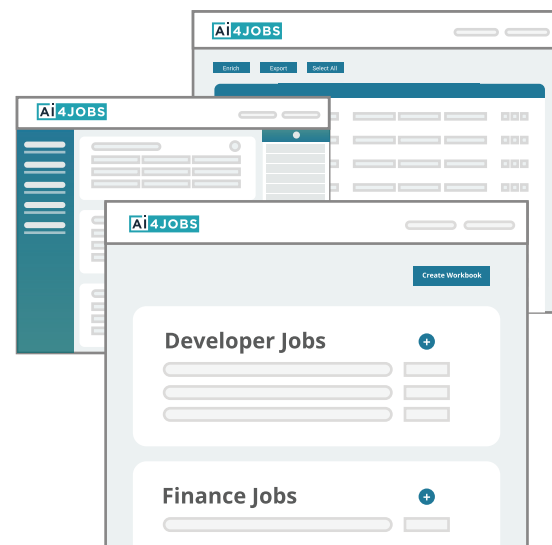 Ai4JOBS
Enrich Export Select All
Ai4JOBS
Ai4JOBS
Create Workbook
Developer Jobs
+
Finance Jobs
+